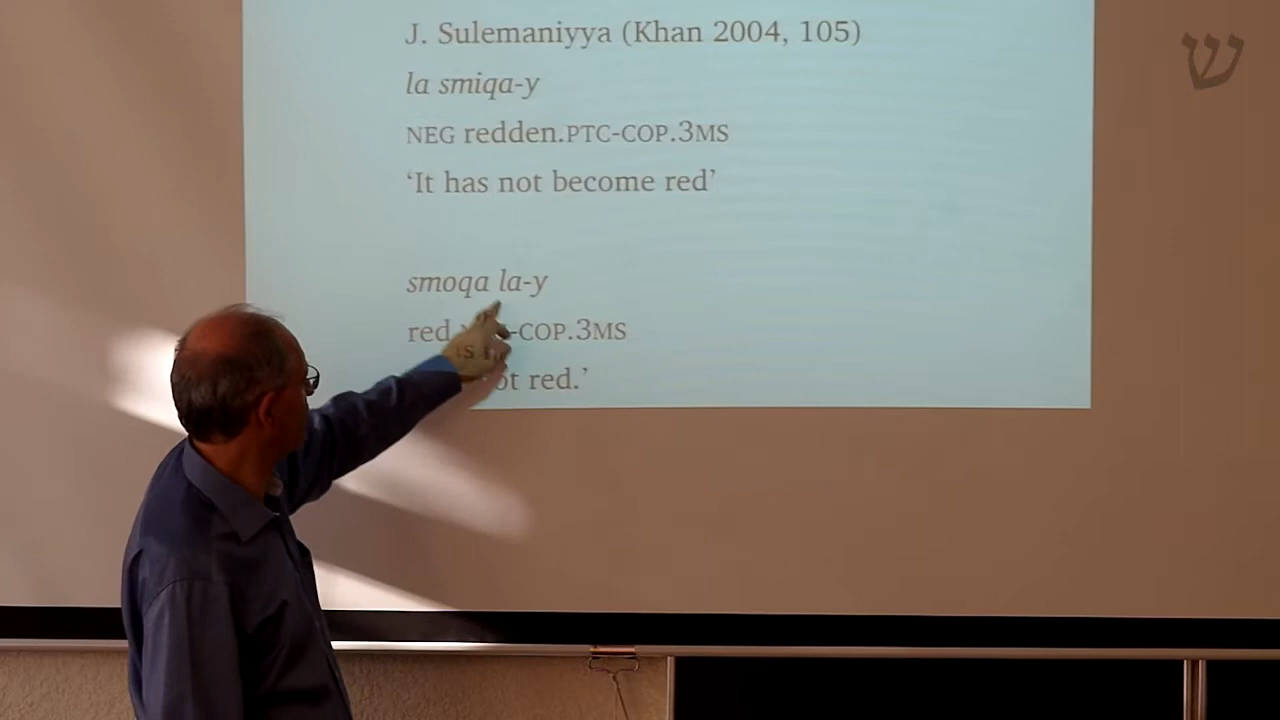 J. Sulemaniyya (Khan 2004, 105)
la smiqa-y
NEG redden.PTC-COP.3MS
‘It has not become red’
smoqa la-y
red -COP.3MS
red.’
ש